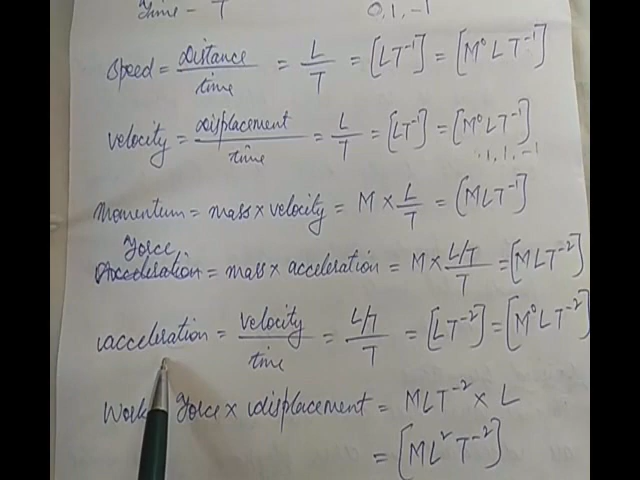 Time - T 0, 1, -1
Speed = distance/time = L/T = [LT⁻¹] = [M⁰LT⁻¹]
velocity = displacement/time = L/T = [LT⁻¹] = [M⁰LT⁻¹]
1, 1, -1
Momentum = mass × velocity = M × L/T = [MLT⁻¹]
Force
Acceleration = mass × acceleration = M × L/T/T = [MLT⁻²]
acceleration = velocity/time = L/T/T = [LT⁻²] = [M⁰LT⁻²]
Work Force × displacement = MLT⁻² × L
= [ML²T⁻²]